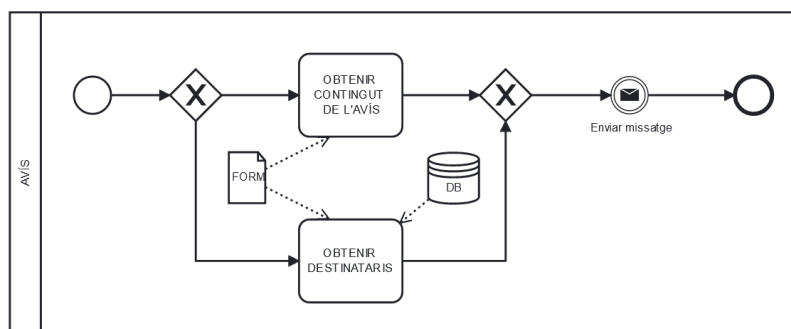 AVÍS
OBTENIR
CONTINGUT
DE L'AVÍS
FORM
DB
Enviar missatge
OBTENIR
DESTINATARIS